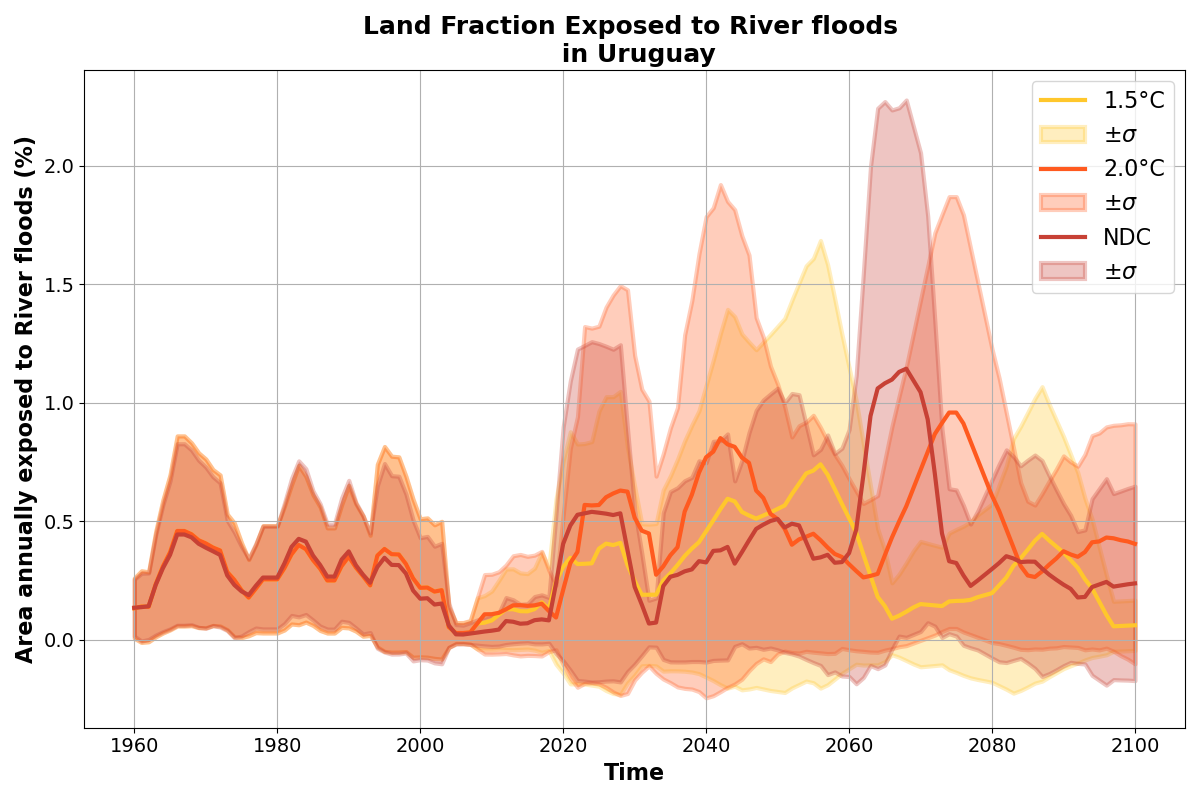 Land Fraction Exposed to River floods
in Uruguay
Area annually exposed to River floods (%)
2.0
1.5
1.0
0.5
0.0
1960 1980 2000 2020 2040 2060 2080 2100
Time
1.5°C
±σ
2.0°C
±σ
NDC
±σ